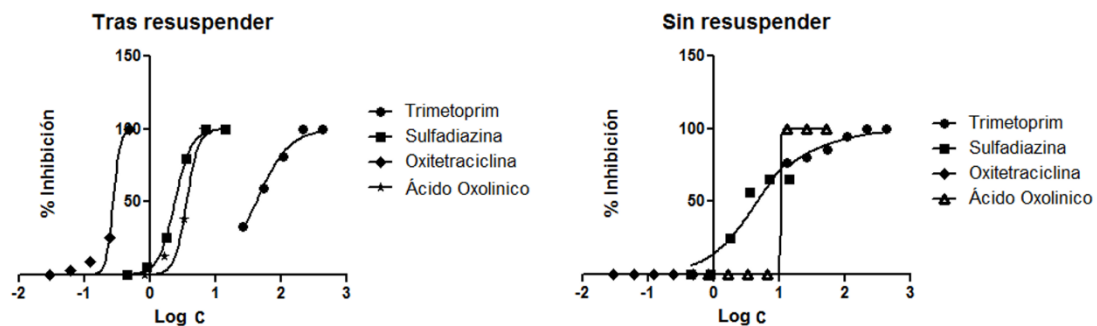 Tras resuspender
150
100
50
% Inhibición
-2 -1 0 1 2 3
Log C
Trimetoprim
Sulfadiazina
Oxitetraciclina
Ácido Oxolinico
Sin resuspender
150
100
50
% Inhibición
-2 -1 0 1 2 3
Log C
Trimetoprim
Sulfadiazina
Oxitetraciclina
Ácido Oxolinico